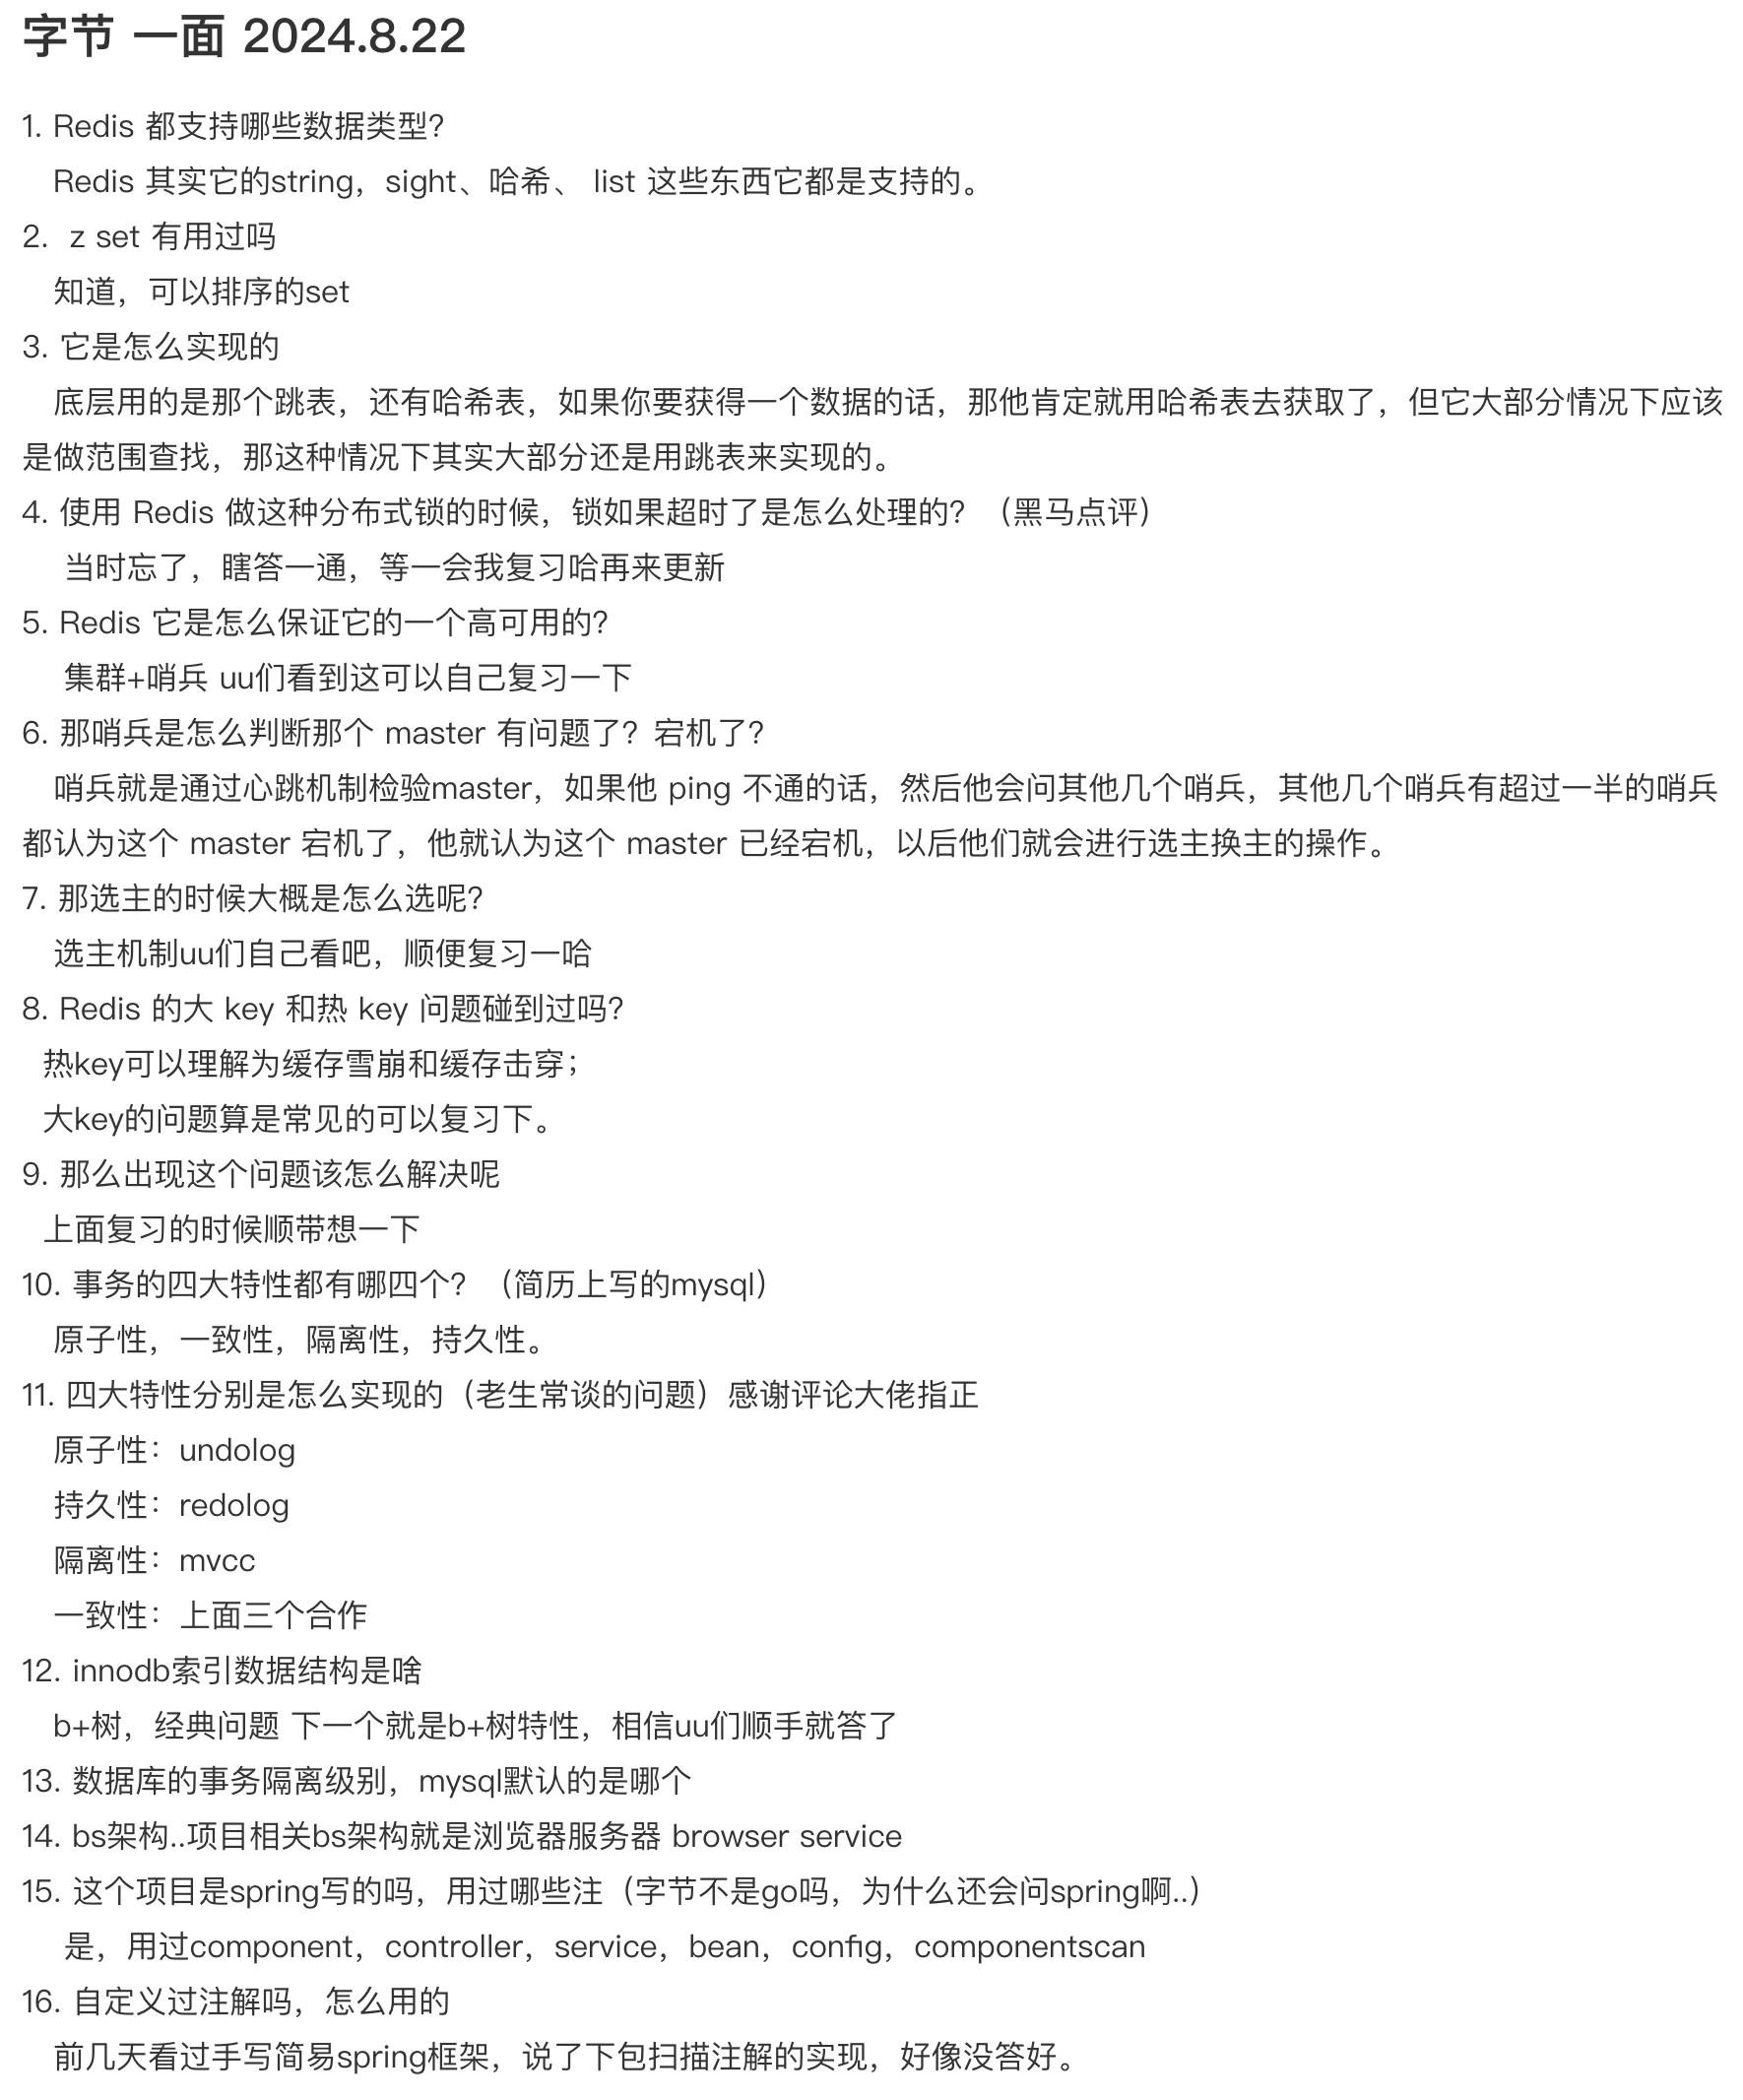 字节 一面 2024.8.22
1. Redis 都支持哪些数据类型？
Redis 其实它的string，sight、哈希、 list 这些东西它都是支持的。
2. z set 有用过吗
知道，可以排序的set
3. 它是怎么实现的
底层用的是那个跳表，还有哈希表，如果你要获得一个数据的话，那他肯定就用哈希表去获取了，但它大部分情况下应该
是做范围查找，那这种情况下其实大部分还是用跳表来实现的。
4. 使用 Redis 做这种分布式锁的时候，锁如果超时了是怎么处理的？（黑马点评）
当时忘了，瞎答一通，等一会我复习哈再来更新
5. Redis 它是怎么保证它的一个高可用的？
集群+哨兵 uu们看到这可以自己复习一下
6. 那哨兵是怎么判断那个 master 有问题了？宕机了？
哨兵就是通过心跳机制检验master，如果他 ping 不通的话，然后他会问其他几个哨兵，其他几个哨兵有超过一半的哨兵
都认为这个 master 宕机了，他就认为这个 master 已经宕机，以后他们就会进行选主换主的操作。
7. 那选主的时候大概是怎么选呢？
选主机制uu们自己看吧，顺便复习一哈
8. Redis 的大 key 和热 key 问题碰到过吗？
热key可以理解为缓存雪崩和缓存击穿；
大key的问题算是常见的可以复习下。
9. 那么出现这个问题该怎么解决呢
上面复习的时候顺带想一下
10. 事务的四大特性都有哪四个？（简历上写的mysql）
原子性，一致性，隔离性，持久性。
11. 四大特性分别是怎么实现的（老生常谈的问题）感谢评论大佬指正
原子性：undolog
持久性：redolog
隔离性：mvcc
一致性：上面三个合作
12. innodb索引数据结构是啥
b+树，经典问题 下一个就是b+树特性，相信uu们顺手就答了
13. 数据库的事务隔离级别，mysql默认的是哪个
14. bs架构..项目相关bs架构就是浏览器服务器 browser service
15. 这个项目是spring写的吗，用过哪些注（字节不是go吗，为什么还会问spring啊..）
是，用过component，controller，service，bean，config，componentscan
16. 自定义过注解吗，怎么用的
前几天看过手写简易spring框架，说了下包扫描注解的实现，好像没答好。